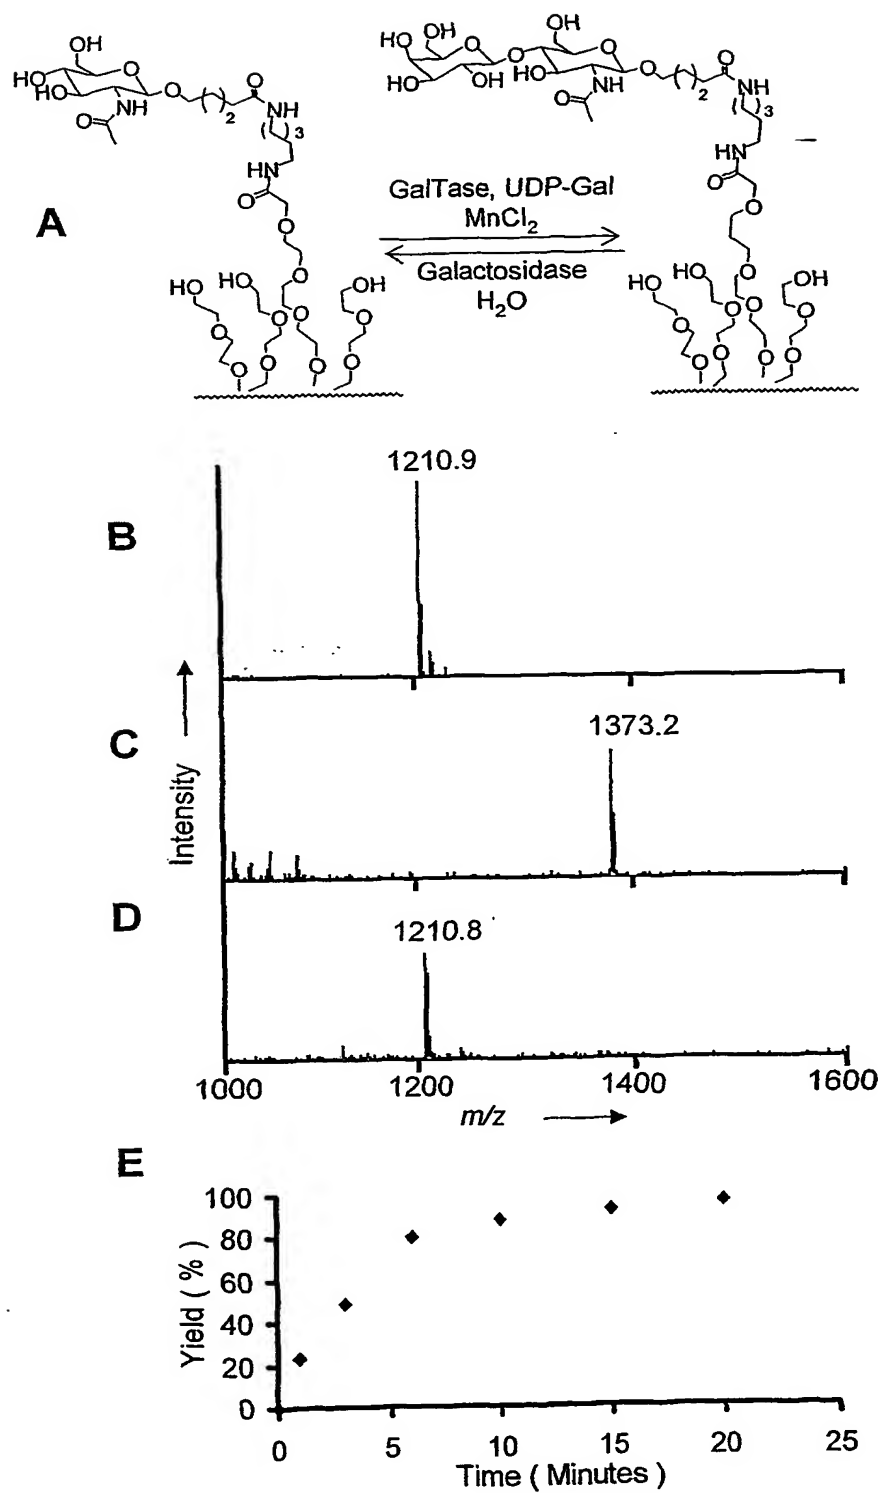 OH
HO
HO
O
O
NH
O
2
O
NH
3
HN
O
O
O
HO
HO
OH
O
O
O
O
O
O
O
O
OH
HO
HO
O
OH
O
OH
HO
O
O
NH
O
2
O
NH
3
HN
O
O
O
HO
HO
OH
O
O
O
O
O
O
O
O
A
GalTase, UDP-Gal
MnCl2
Galactosidase
H2O
B
1210.9
C
1373.2
Intensity
D
1210.8
1000 1200 1400 1600
m/z
E
Yield ( % )
100
80
60
40
20
0
0 5 10 15 20 25
Time ( Minutes )